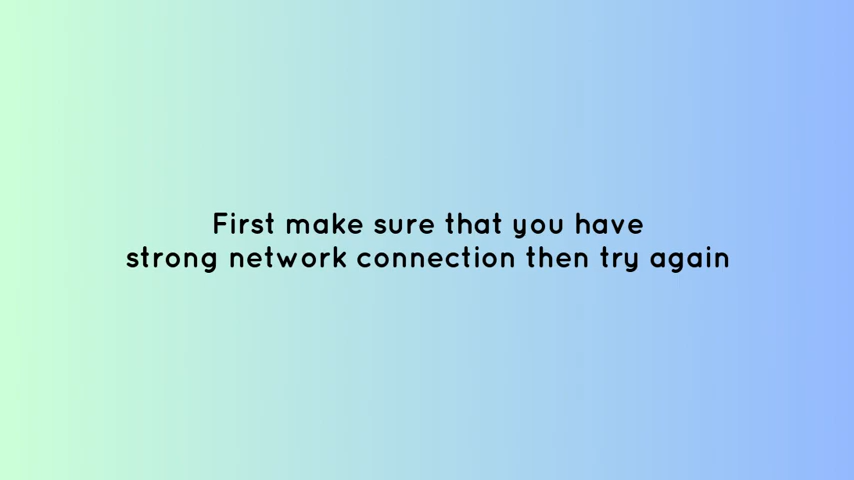 First make sure that you have
strong network connection then try again